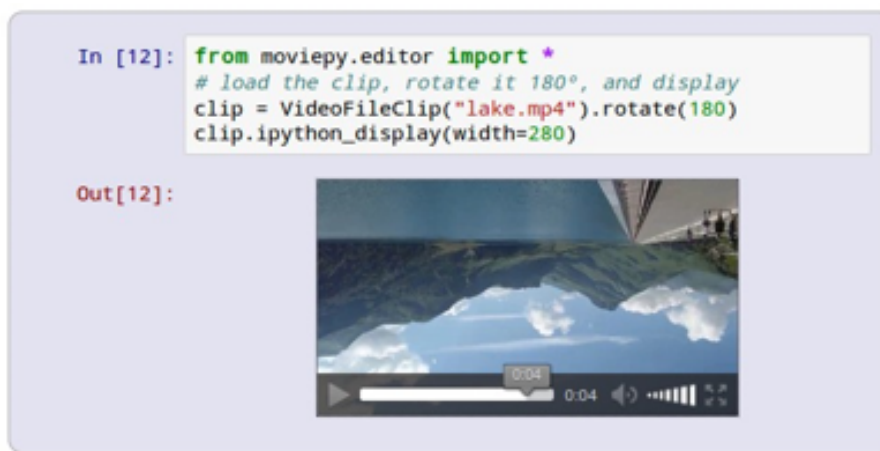 In [12]: from moviepy.editor import *
# load the clip, rotate it 180º, and display
clip = VideoFileClip("lake.mp4").rotate(180)
clip.ipython_display(width=280)
Out[12]:
0:04
0:04